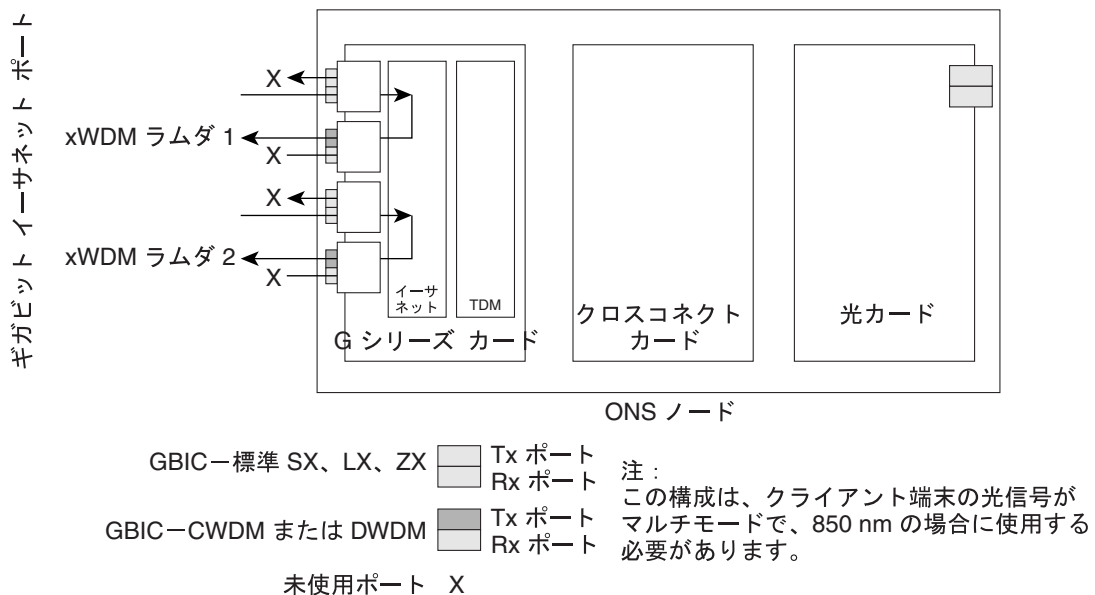 ギガビット イーサネット ポート
X
xWDM ラムダ 1
X
X
xWDM ラムダ 2
X
イーサ
ネット
TDM
G シリーズ カード
クロスコネクト
カード
光カード
ONS ノード
GBIC－標準 SX、LX、ZX
Tx ポート
Rx ポート
GBIC－CWDM または DWDM
Tx ポート
Rx ポート
未使用ポート X
注：
この構成は、クライアント端末の光信号が
マルチモードで、850 nm の場合に使用する
必要があります。